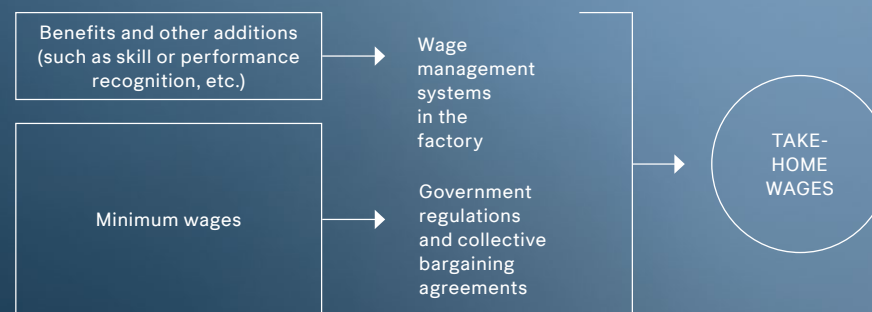 Benefits and other additions
(such as skill or performance
recognition, etc.)
Wage
management
systems
in the
factory
Minimum wages
Government
regulations
and collective
bargaining
agreements
TAKE-
HOME
WAGES